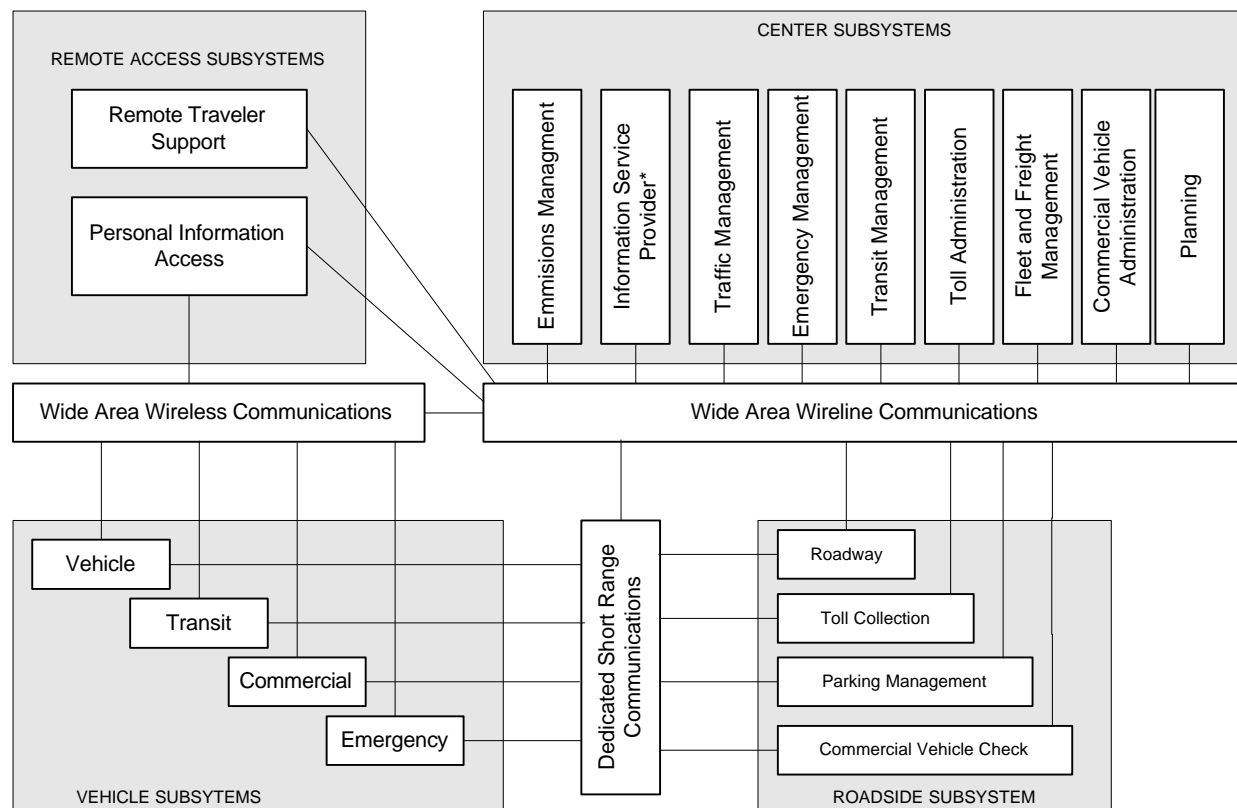 REMOTE ACCESS SUBSYSTEMS
Remote Traveler
Support
Personal Information
Access
CENTER SUBSYSTEMS
Emmisions Managment
Information Service
Provider*
Traffic Management
Emergency Management
Transit Management
Toll Administration
Fleet and Freight
Management
Commercial Vehicle
Administration
Planning
Wide Area Wireless Communications
Wide Area Wireline Communications
Vehicle
Transit
Commercial
Emergency
VEHICLE SUBSYTEMS
Dedicated Short Range
Communications
Roadway
Toll Collection
Parking Management
Commercial Vehicle Check
ROADSIDE SUBSYSTEM